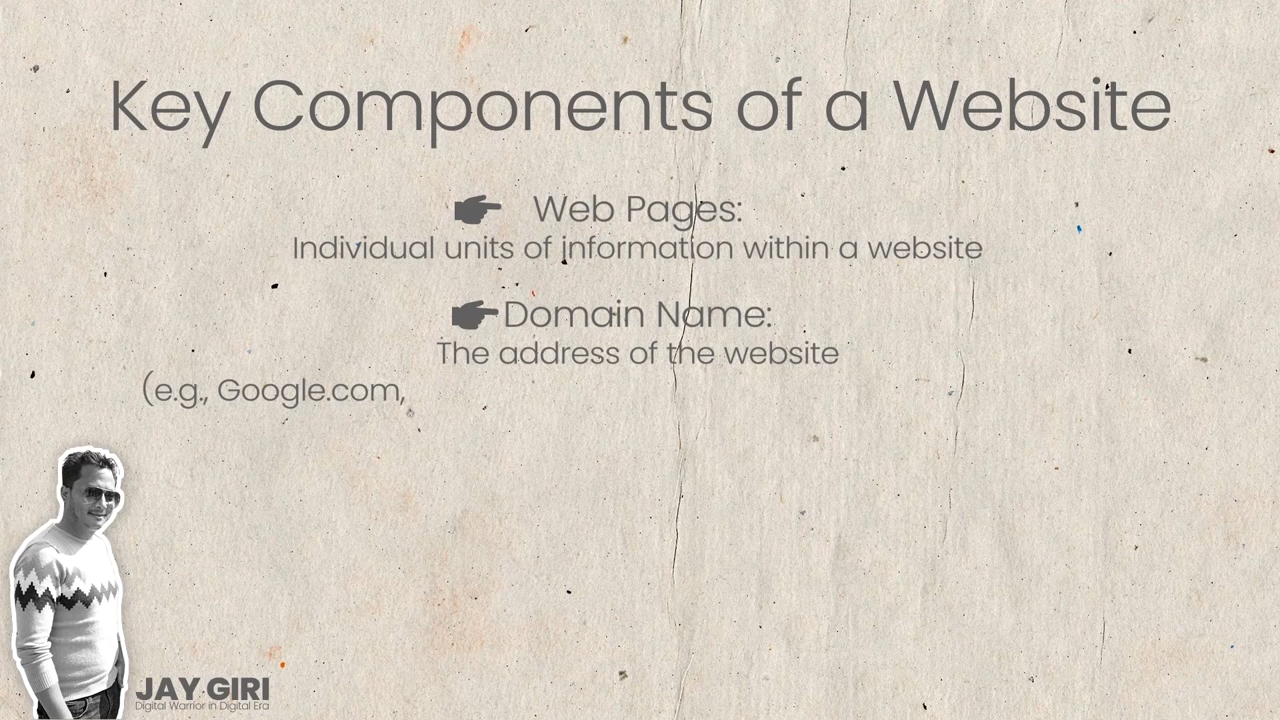 Key Components of a Website
Web Pages:
Individual units of information within a website
Domain Name:
The address of the website
(e.g., Google.com,
JAY GIRI
Digital Warrior in Digital Era